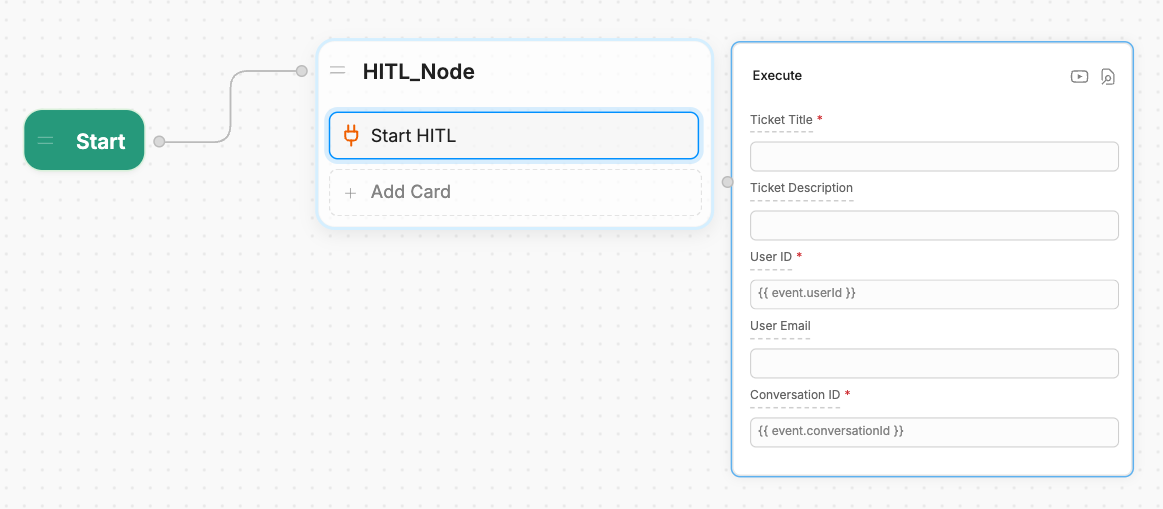 Start
HITL_Node
Start HITL
+ Add Card
Execute
Ticket Title *
Ticket Description
User ID *
{{ event.userId }}
User Email
Conversation ID *
{{ event.conversationId }}